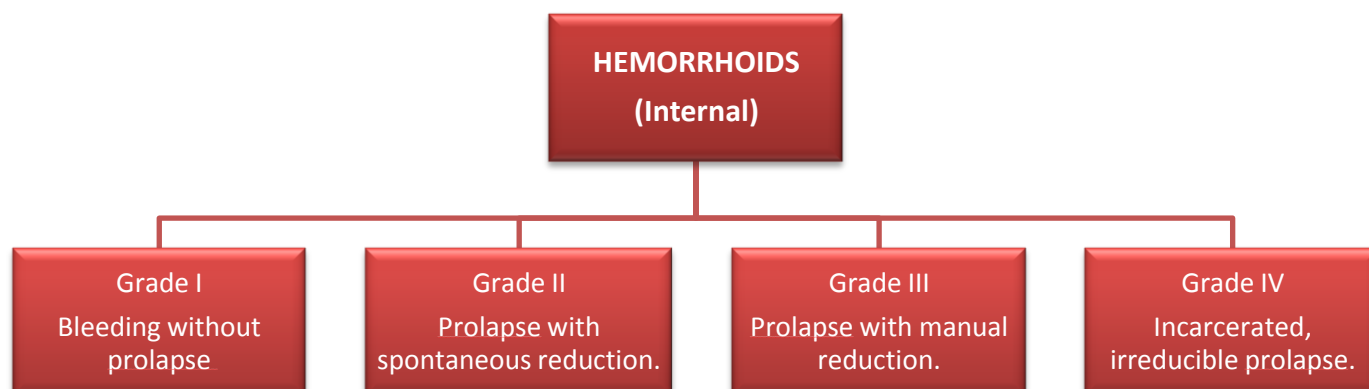 HEMORRHOIDS
(Internal)
Grade I
Bleeding without
prolapse
Grade II
Prolapse with
spontaneous reduction.
Grade III
Prolapse with manual
reduction.
Grade IV
Incarcerated,
irreducible prolapse.